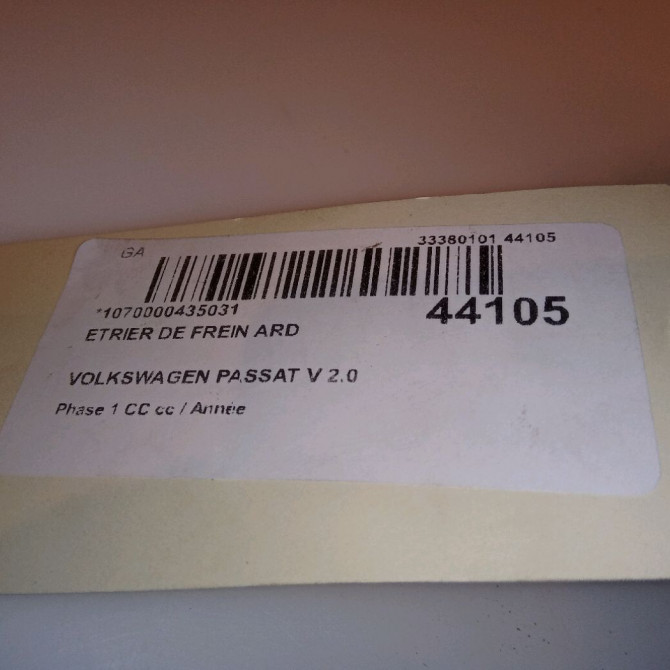 GA
33380101 44105
*1070000435031
44105
ETRIER DE FREIN ARD
VOLKSWAGEN PASSAT V 2.0
Phase 1 CC cc / Année